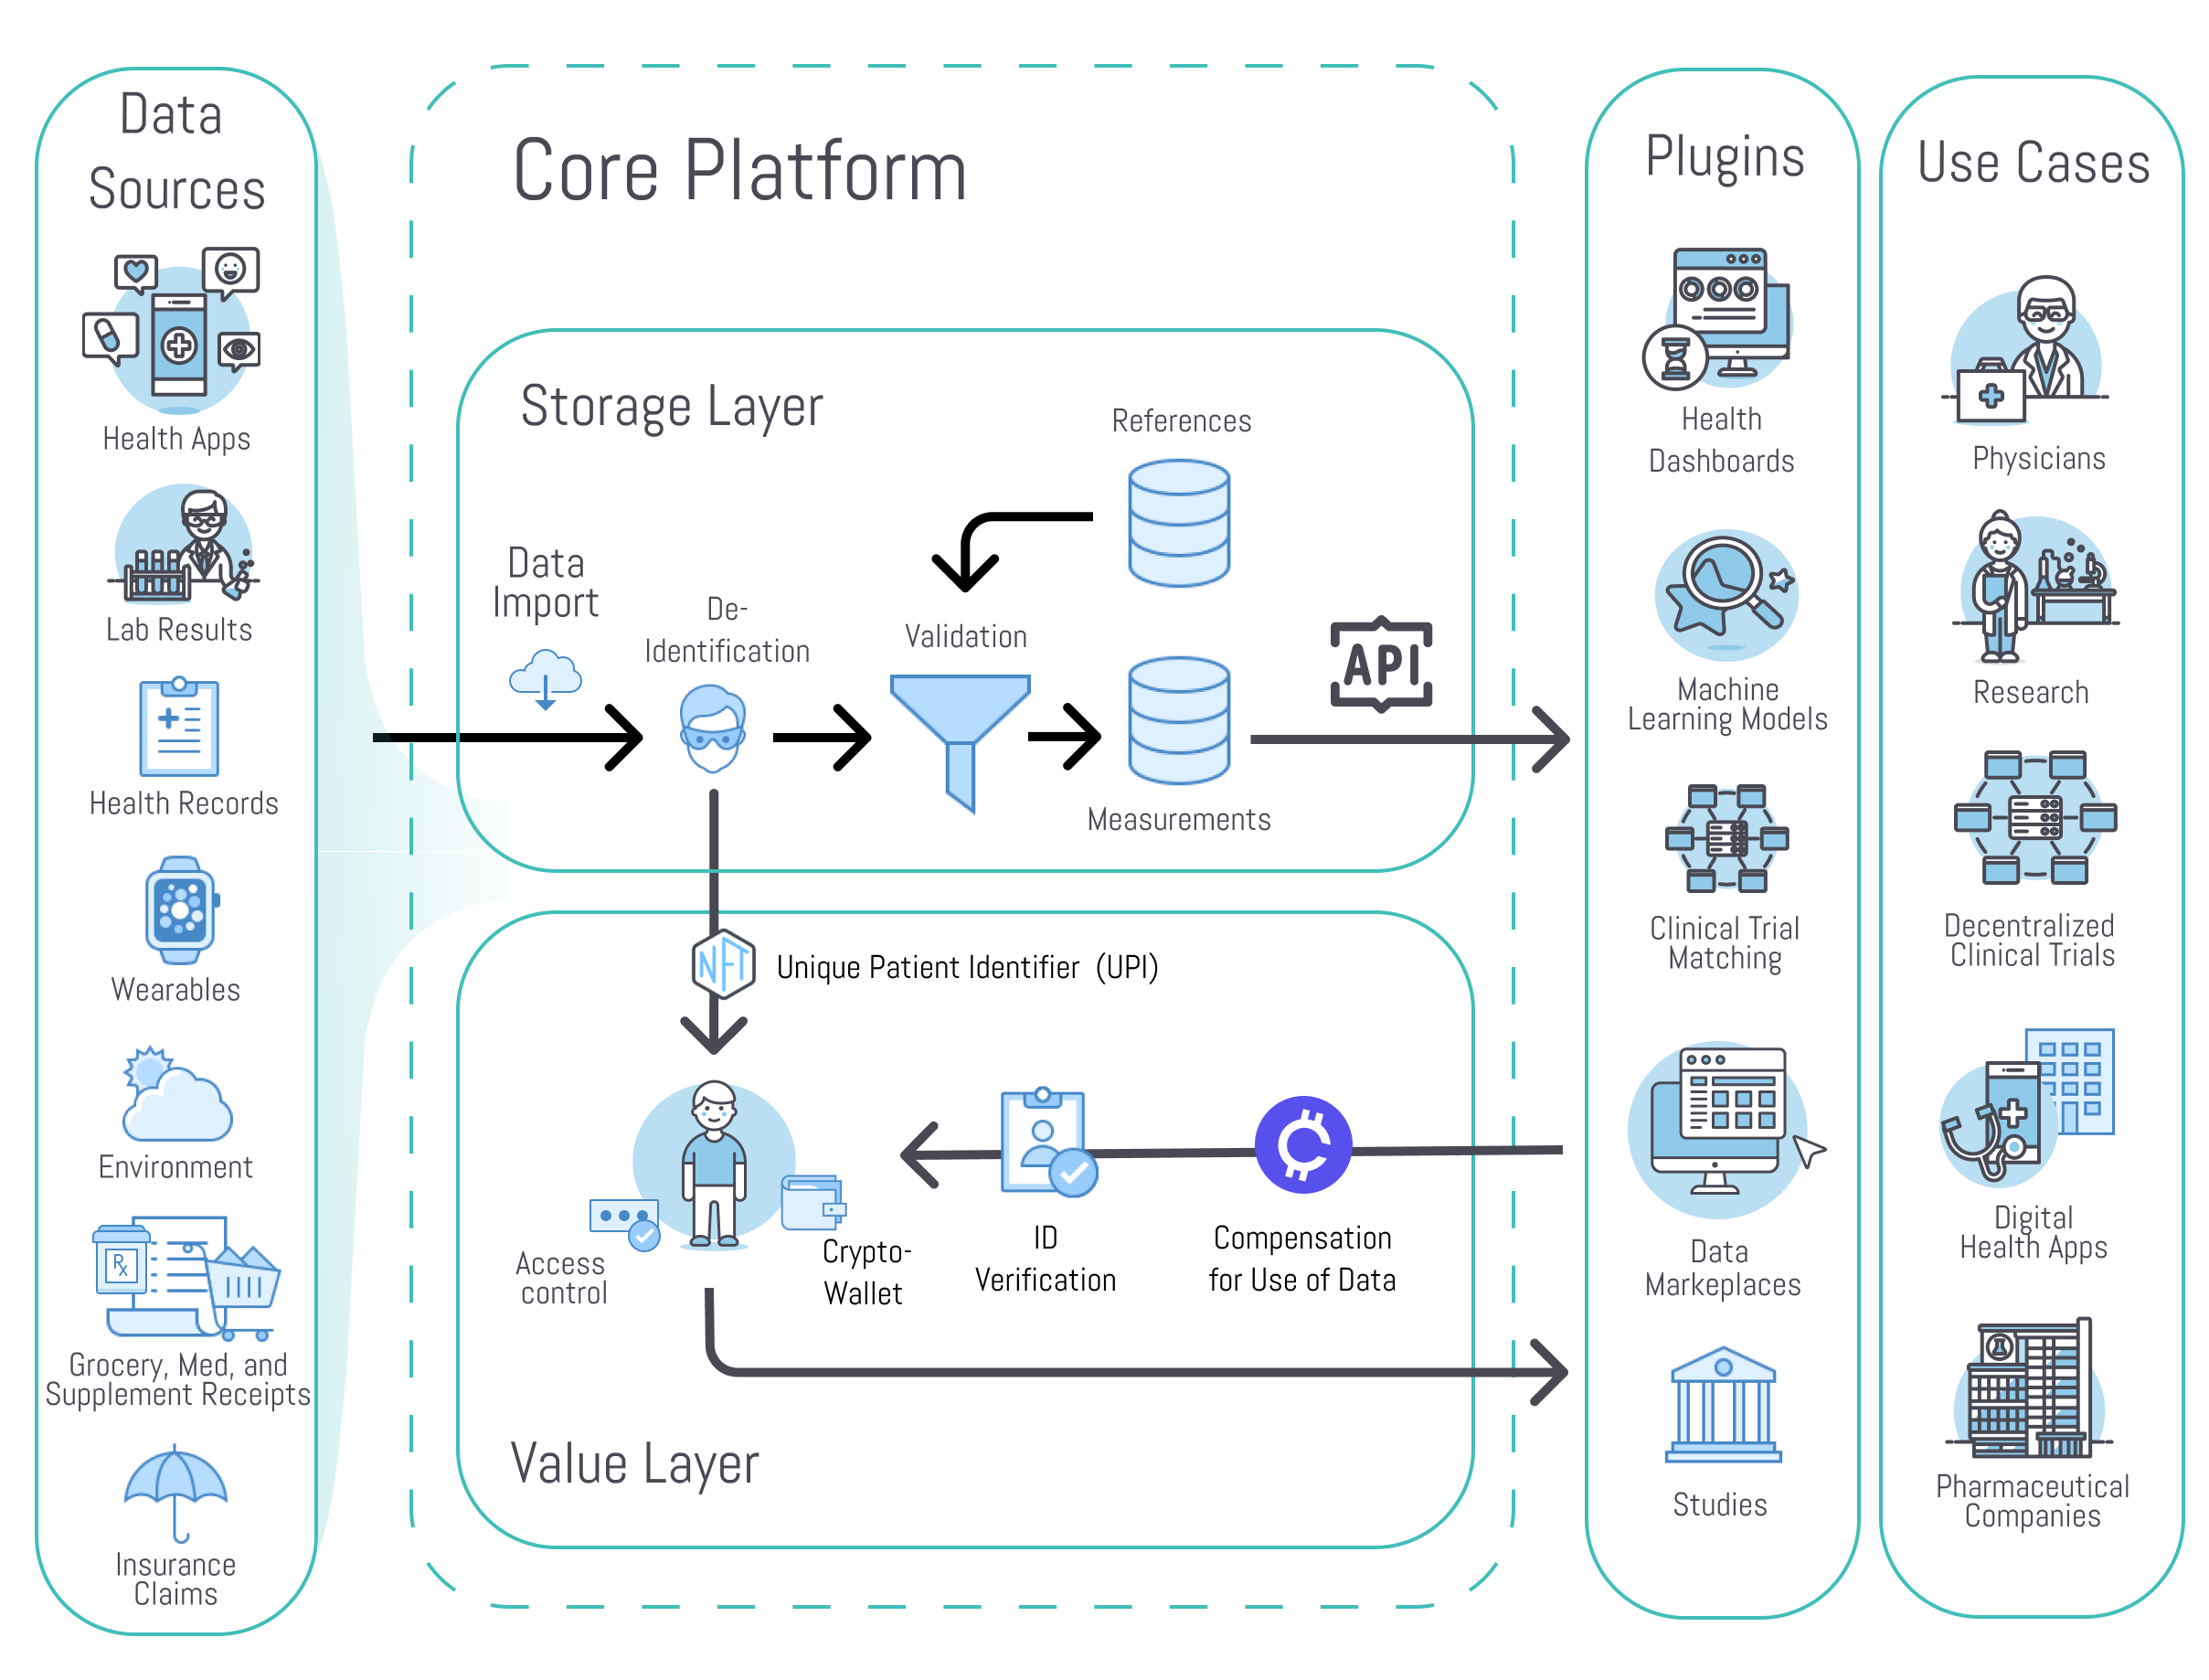 Data
Sources
Health Apps
Lab Results
Health Records
Wearables
Environment
Rx
Grocery, Med, and
Supplement Receipts
Insurance
Claims
Core Platform
Storage Layer
References
Data
Import
De-
Identification
Validation
API
Measurements
NFT
Unique Patient Identifier (UPI)
Access
control
Crypto-
Wallet
ID
Verification
Compensation
for Use of Data
Value Layer
Plugins
Health
Dashboards
Machine
Learning Models
Clinical Trial
Matching
Data
Markeplaces
Studies
Use Cases
Physicians
Research
Decentralized
Clinical Trials
Digital
Health Apps
Pharmaceutical
Companies